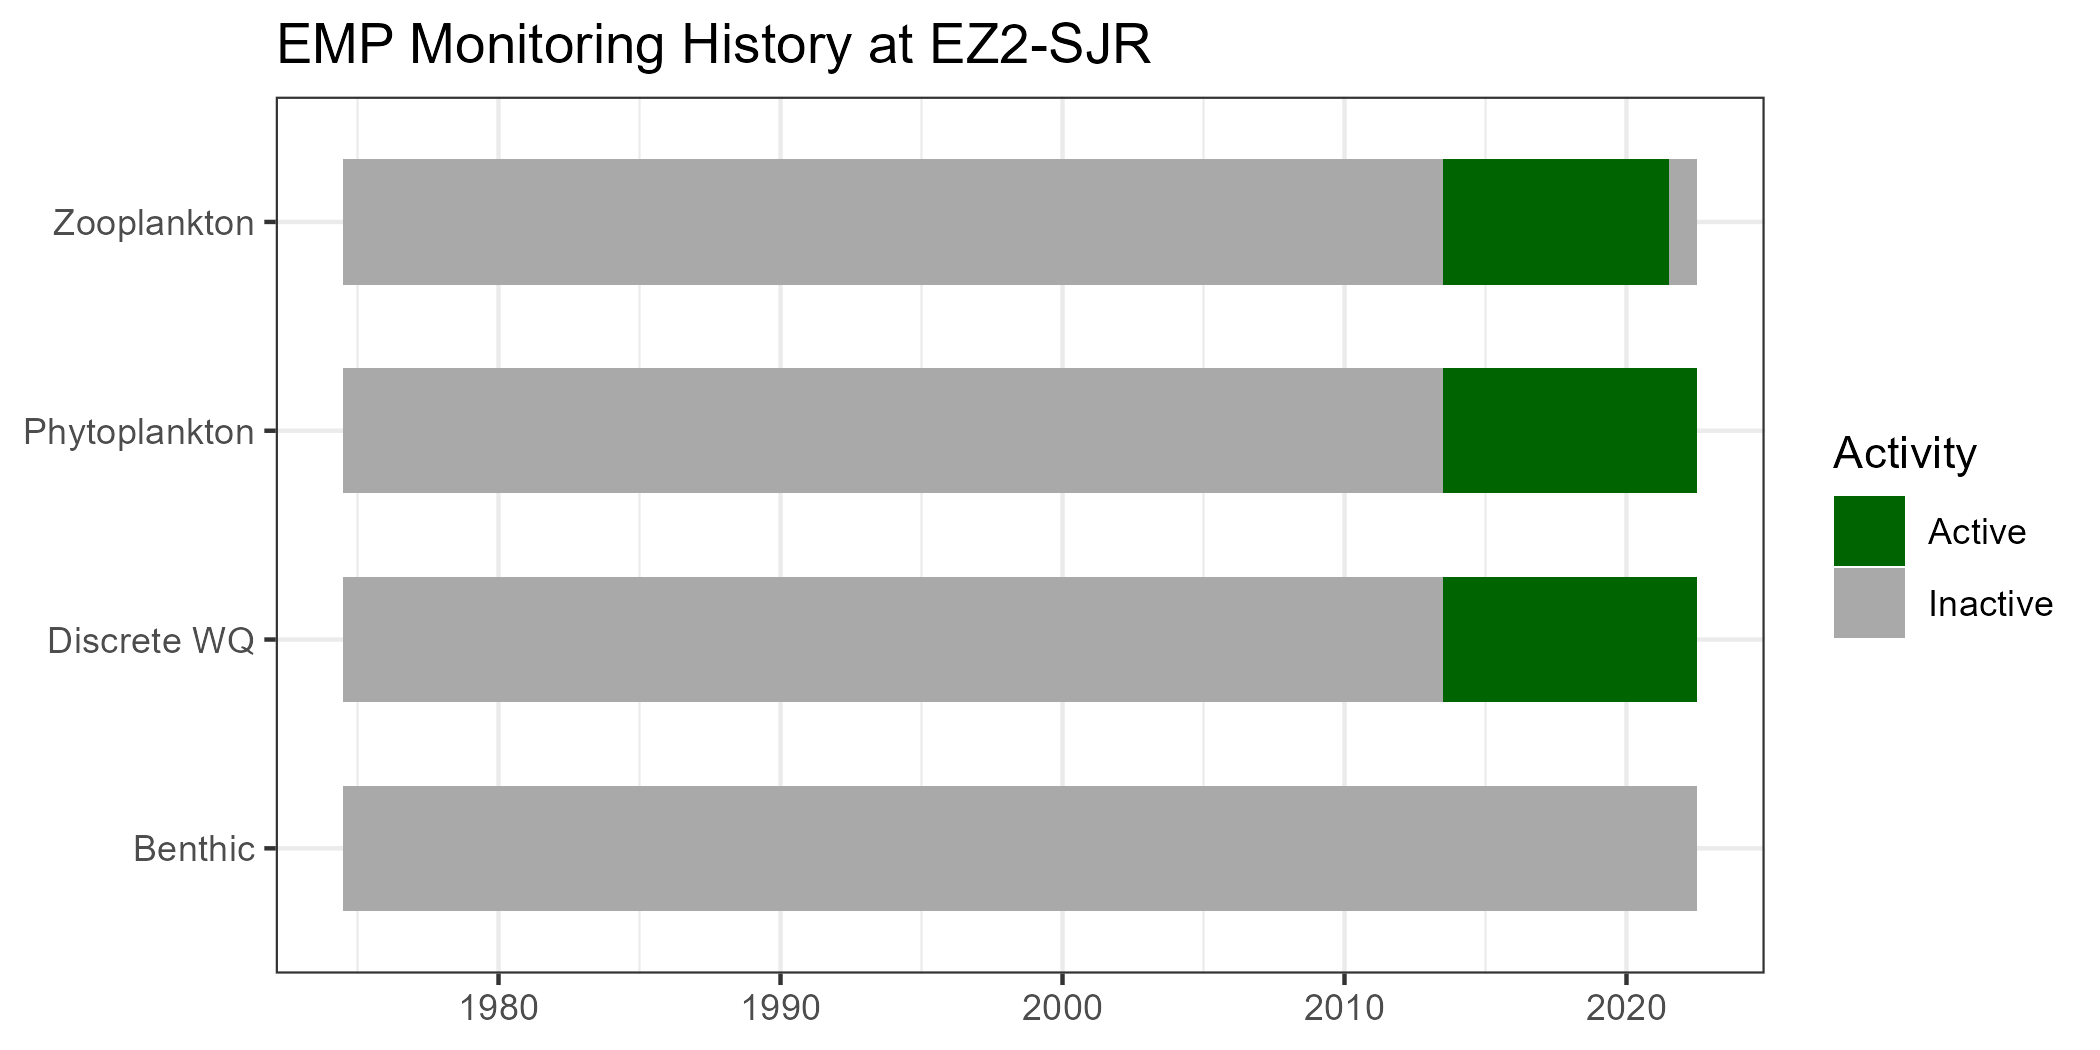 EMP Monitoring History at EZ2-SJR
Zooplankton
Phytoplankton
Discrete WQ
Benthic
1980 1990 2000 2010 2020
Activity
Active
Inactive